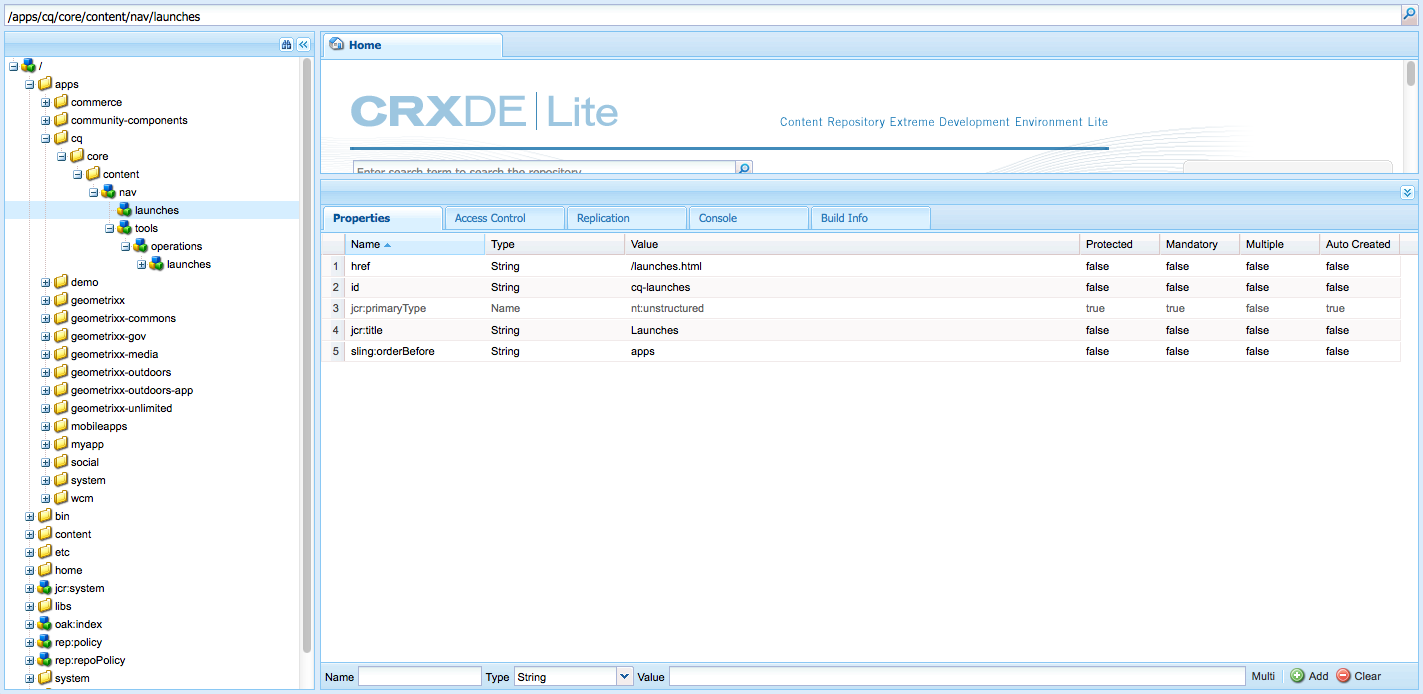 /apps/cq/core/content/nav/launches
/
apps
commerce
community-components
cq
core
content
nav
launches
tools
operations
launches
demo
geometrixx
geometrixx-commons
geometrixx-gov
geometrixx-media
geometrixx-outdoors
geometrixx-outdoors-app
geometrixx-unlimited
mobileapps
myapp
social
system
wcm
bin
content
etc
home
jcr:system
libs
oak:index
rep:policy
rep:repoPolicy
system
Home
CRXDE Lite
Content Repository Extreme Development Environment Lite
Enter search term to search the repository
Properties Access Control Replication Console Build Info
Name Type Value Protected Mandatory Multiple Auto Created
1 href String /launches.html false false false false
2 id String cq-launches false false false false
3 jcr:primaryType Name nt:unstructured true true false true
4 jcr:title String Launches false false false false
5 sling:orderBefore String apps false false false false
Name Type String Value Multi Add Clear